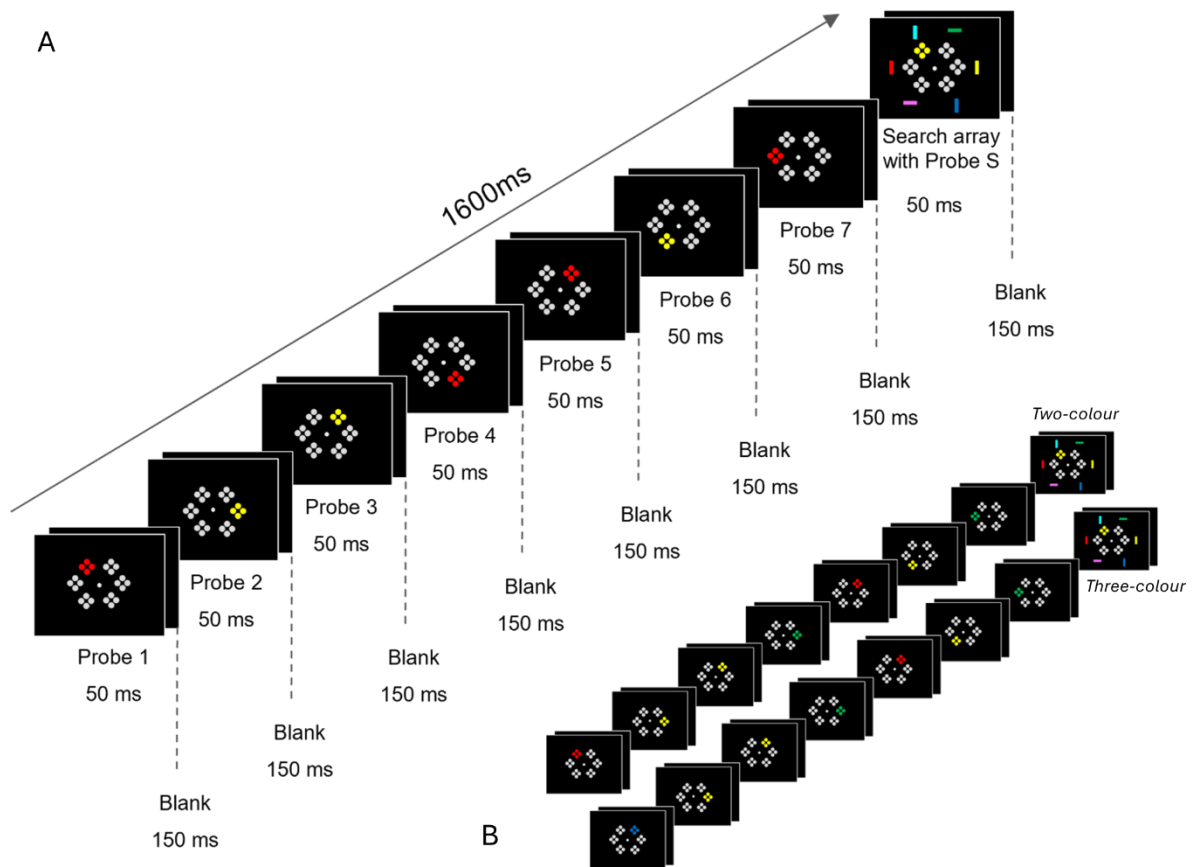 A
1600ms
Probe 1
50 ms
Blank
150 ms
Probe 2
50 ms
Blank
150 ms
Probe 3
50 ms
Blank
150 ms
Probe 4
50 ms
Blank
150 ms
Probe 5
50 ms
Blank
150 ms
Probe 6
50 ms
Blank
150 ms
Probe 7
50 ms
Blank
150 ms
Search array
with Probe S
50 ms
Blank
150 ms
Two-colour
Three-colour
B